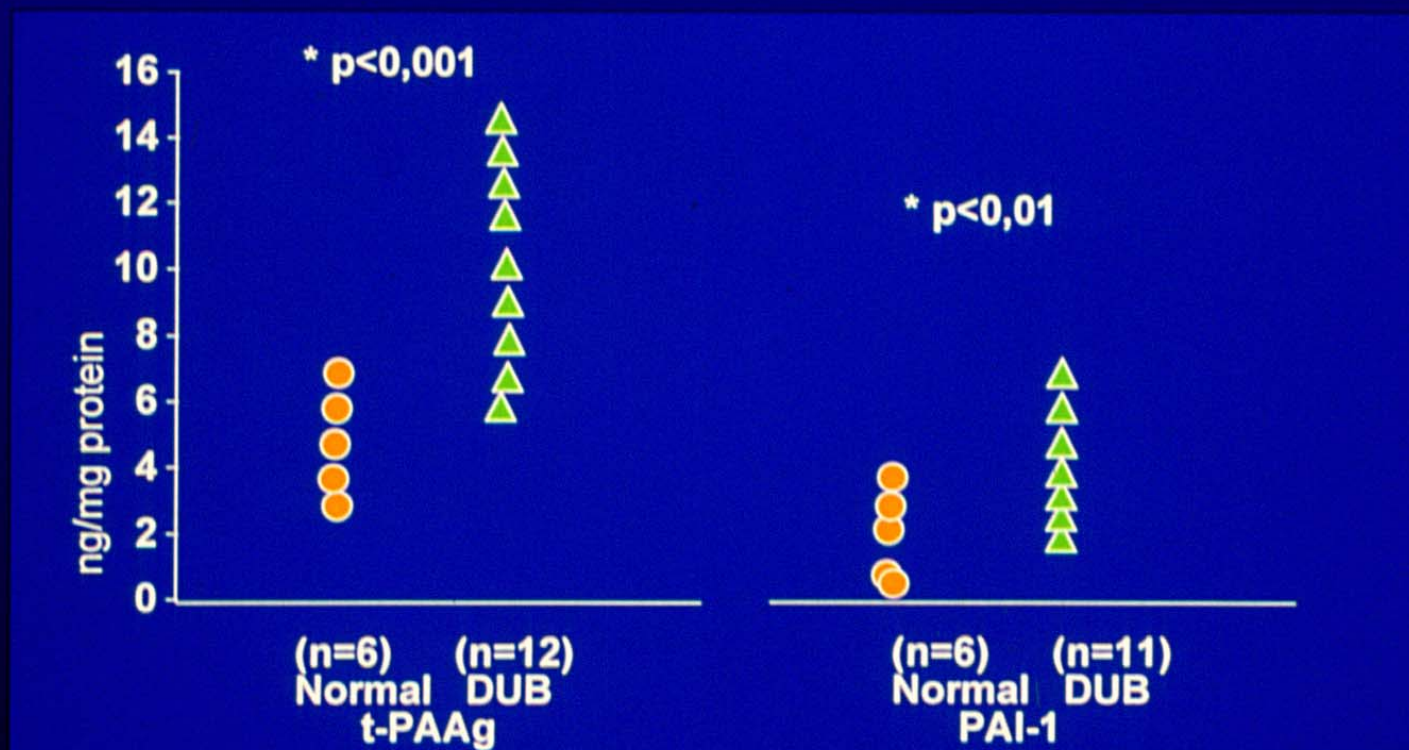 * p<0,001
16
14
12
10
8
6
4
2
0
ng/mg protein
* p<0,01
(n=6) (n=12)
Normal DUB
t-PAAg
(n=6) (n=11)
Normal DUB
PAI-1